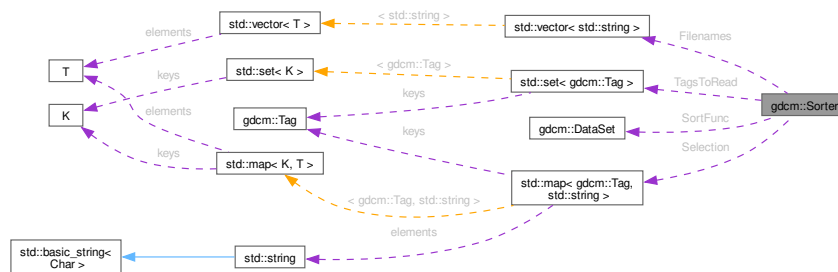 < std::string >
std::vector< T >
std::vector< std::string >
elements
Filenames
< gdcm::Tag >
T
std::set< K >
std::set< gdcm::Tag >
keys
TagsToRead
keys
gdcm::Sorter
elements
K
gdcm::Tag
SortFunc
gdcm::DataSet
keys
Selection
keys
std::map< K, T >
std::map< gdcm::Tag,
std::string >
< gdcm::Tag, std::string >
elements
std::basic_string<
Char >
std::string